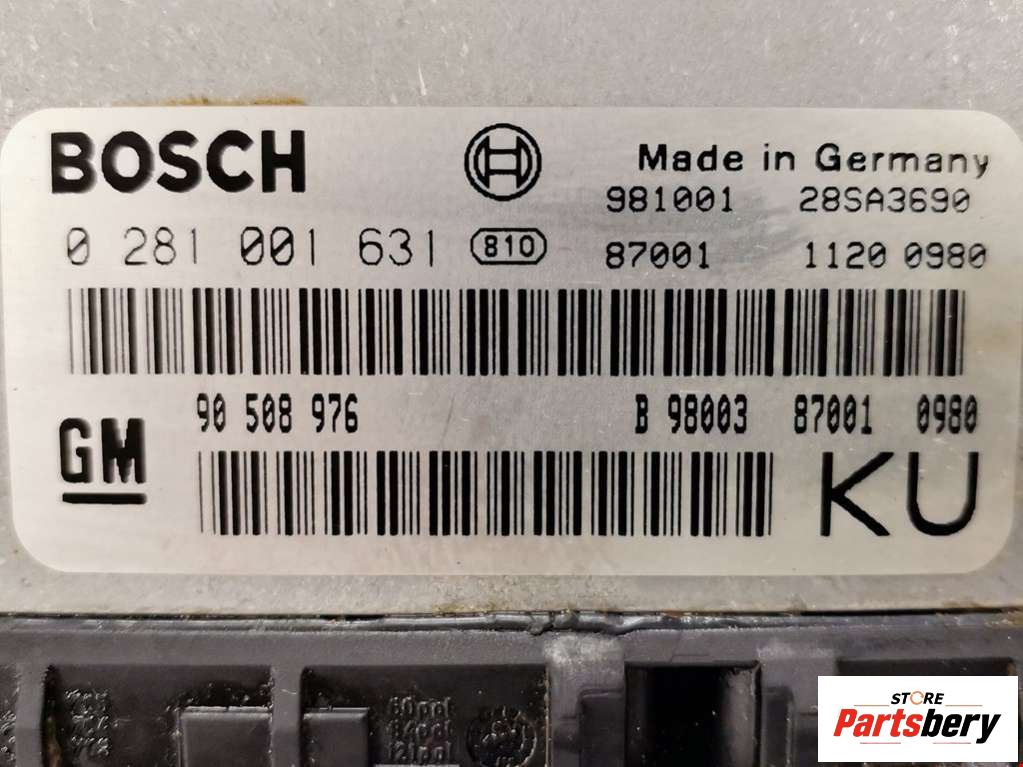 BOSCH
Made in Germany
981001 28SA3690
0 281 001 631 810
87001 1120 0980
90 508 976 B 98003 87001 0980
GM
KU
STORE
Partsbery